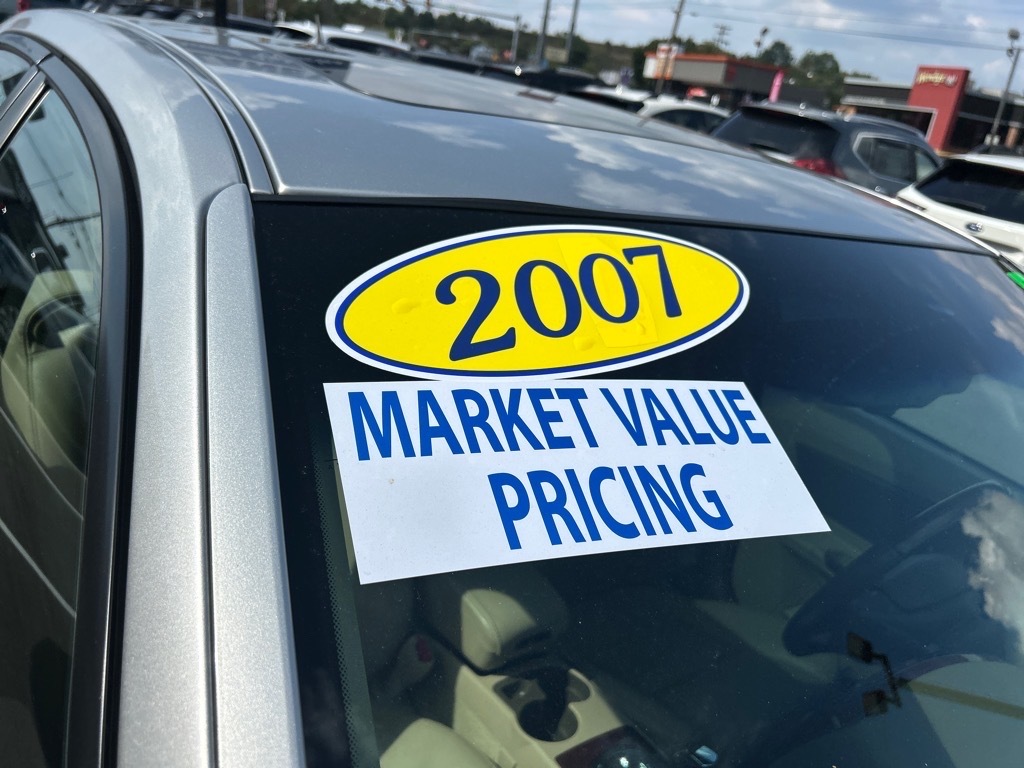 2007
MARKET VALUE
PRICING